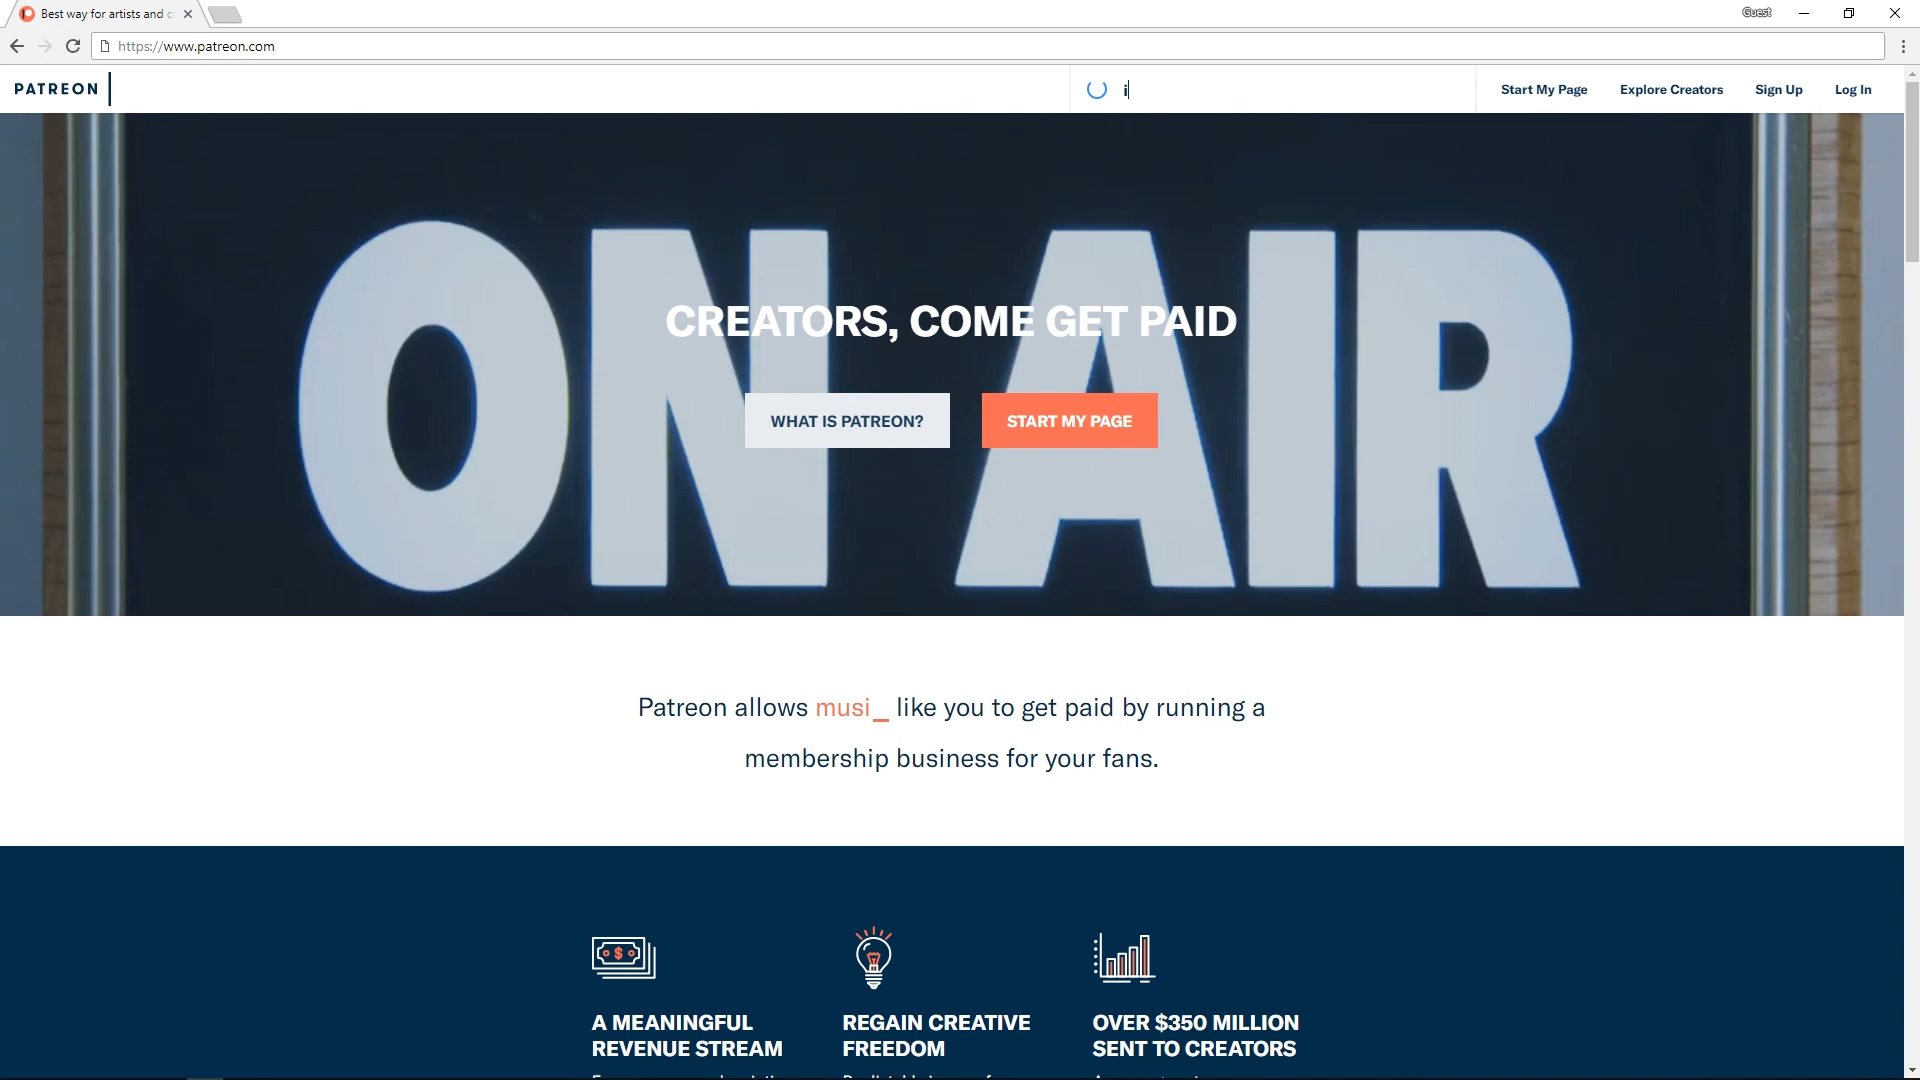 Best way for artists and c
Guest
https://www.patreon.com
PATREON
i
Start My Page
Explore Creators
Sign Up
Log In
ON AIR
CREATORS, COME GET PAID
WHAT IS PATREON?
START MY PAGE
Patreon allows musi_ like you to get paid by running a
membership business for your fans.
A MEANINGFUL
REVENUE STREAM
REGAIN CREATIVE
FREEDOM
OVER $350 MILLION
SENT TO CREATORS